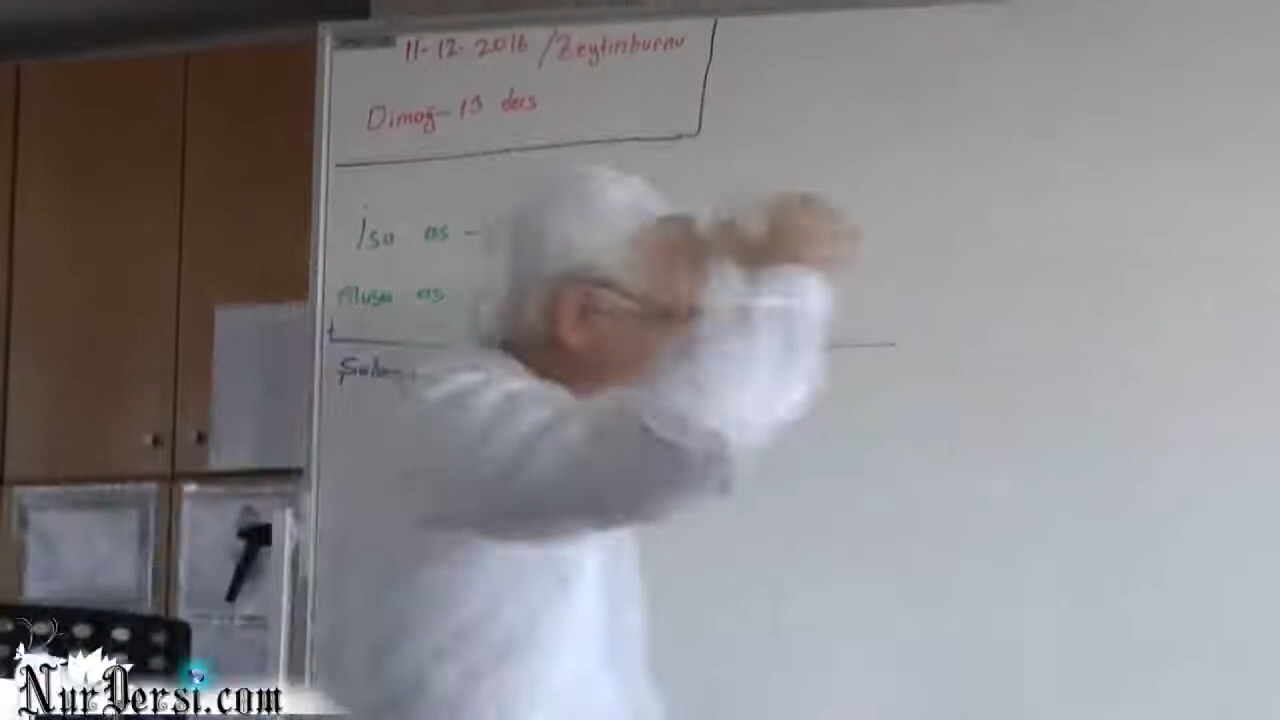 11-12-2016 /Zeytinburnu
Dimağ-13 ders
İsa as -
Musa as
NurDersi.com